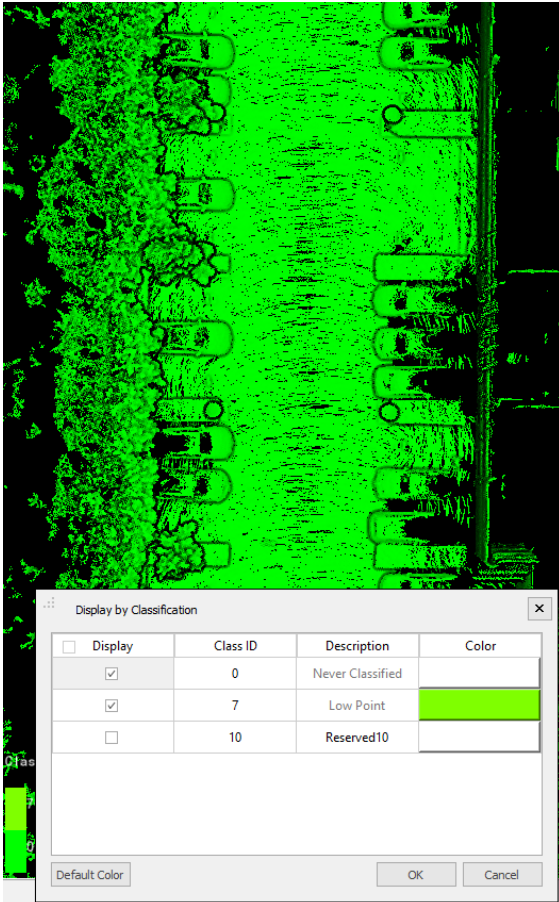 Display by Classification
Display Class ID Description Color
0 Never Classified
7 Low Point
10 Reserved10
Clas
Default Color OK Cancel